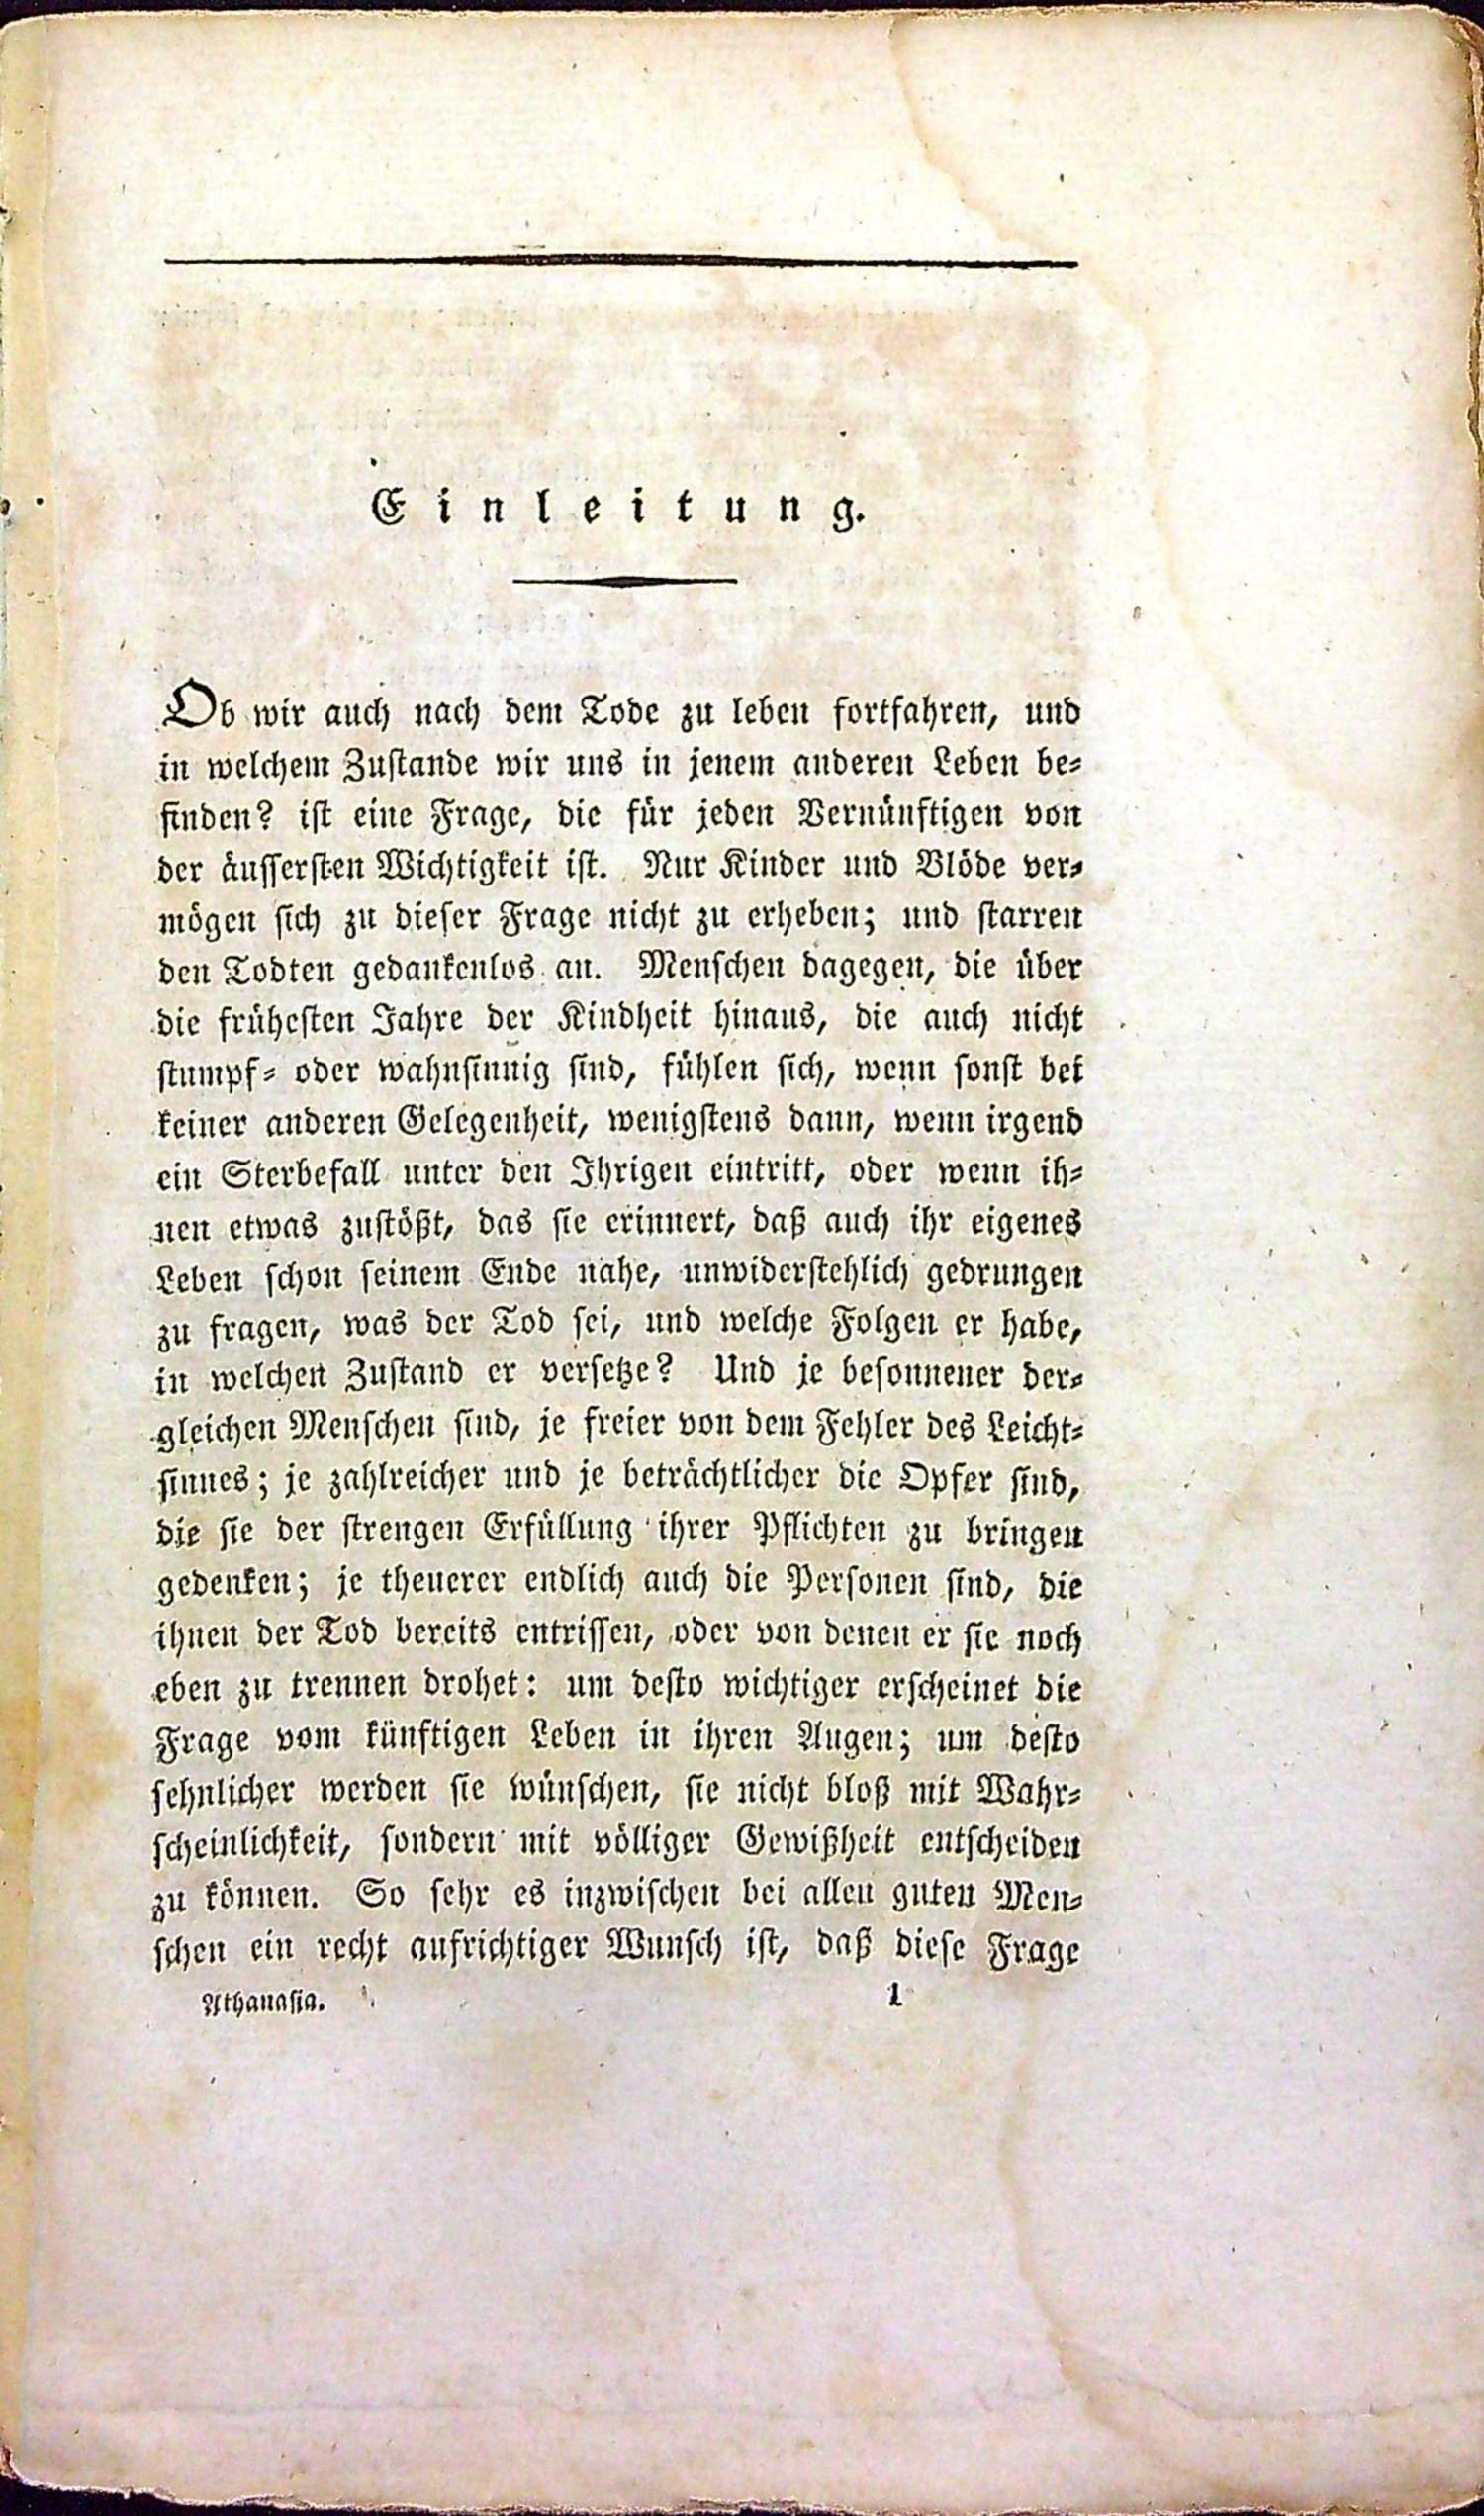 Einleitung.
Ob wir auch nach dem Tode zu leben fortfahren, und
in welchem Zustande wir uns in jenem anderen Leben be-
finden? ist eine Frage, die für jeden Vernünftigen von
der äussersten Wichtigkeit ist. Nur Kinder und Blöde ver-
mögen sich zu dieser Frage nicht zu erheben; und starren
den Todten gedankenlos an. Menschen dagegen, die über
die frühesten Jahre der Kindheit hinaus, die auch nicht
stumpf- oder wahnsinnig sind, fühlen sich, wenn sonst bei
keiner anderen Gelegenheit, wenigstens dann, wenn irgend
ein Sterbefall unter den Ihrigen eintritt, oder wenn ih-
nen etwas zustößt, das sie erinnert, daß auch ihr eigenes
Leben schon seinem Ende nahe, unwiderstehlich gedrungen
zu fragen, was der Tod sei, und welche Folgen er habe,
in welchen Zustand er versetze? Und je besonnener der-
gleichen Menschen sind, je freier von dem Fehler des Leicht-
sinnes; je zahlreicher und je beträchtlicher die Opfer sind,
die sie der strengen Erfüllung ihrer Pflichten zu bringen
gedenken; je theuerer endlich auch die Personen sind, die
ihnen der Tod bereits entrissen, oder von denen er sie noch
eben zu trennen drohet: um desto wichtiger erscheinet die
Frage vom künftigen Leben in ihren Augen; um desto
sehnlicher werden sie wünschen, sie nicht bloß mit Wahr-
scheinlichkeit, sondern mit völliger Gewißheit entscheiden
zu können. So sehr es inzwischen bei allen guten Men-
schen ein recht aufrichtiger Wunsch ist, daß diese Frage
Athanasia. 1